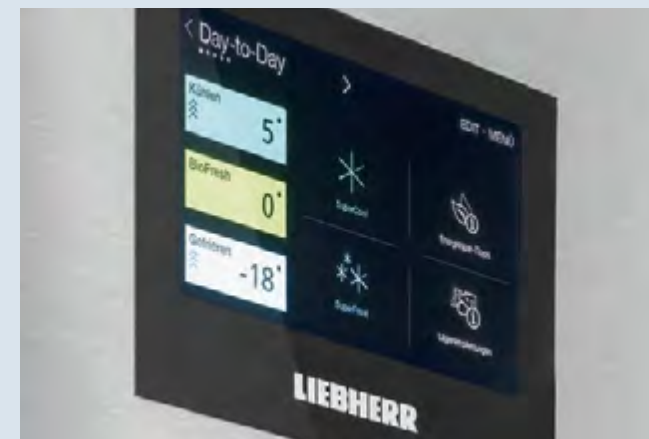 < Day-to-Day
>
EDIT - MENÜ
Kühlen
5°
BioFresh
0°
Gefrieren
-18°
SuperCool
SuperFrost
LIEBHERR